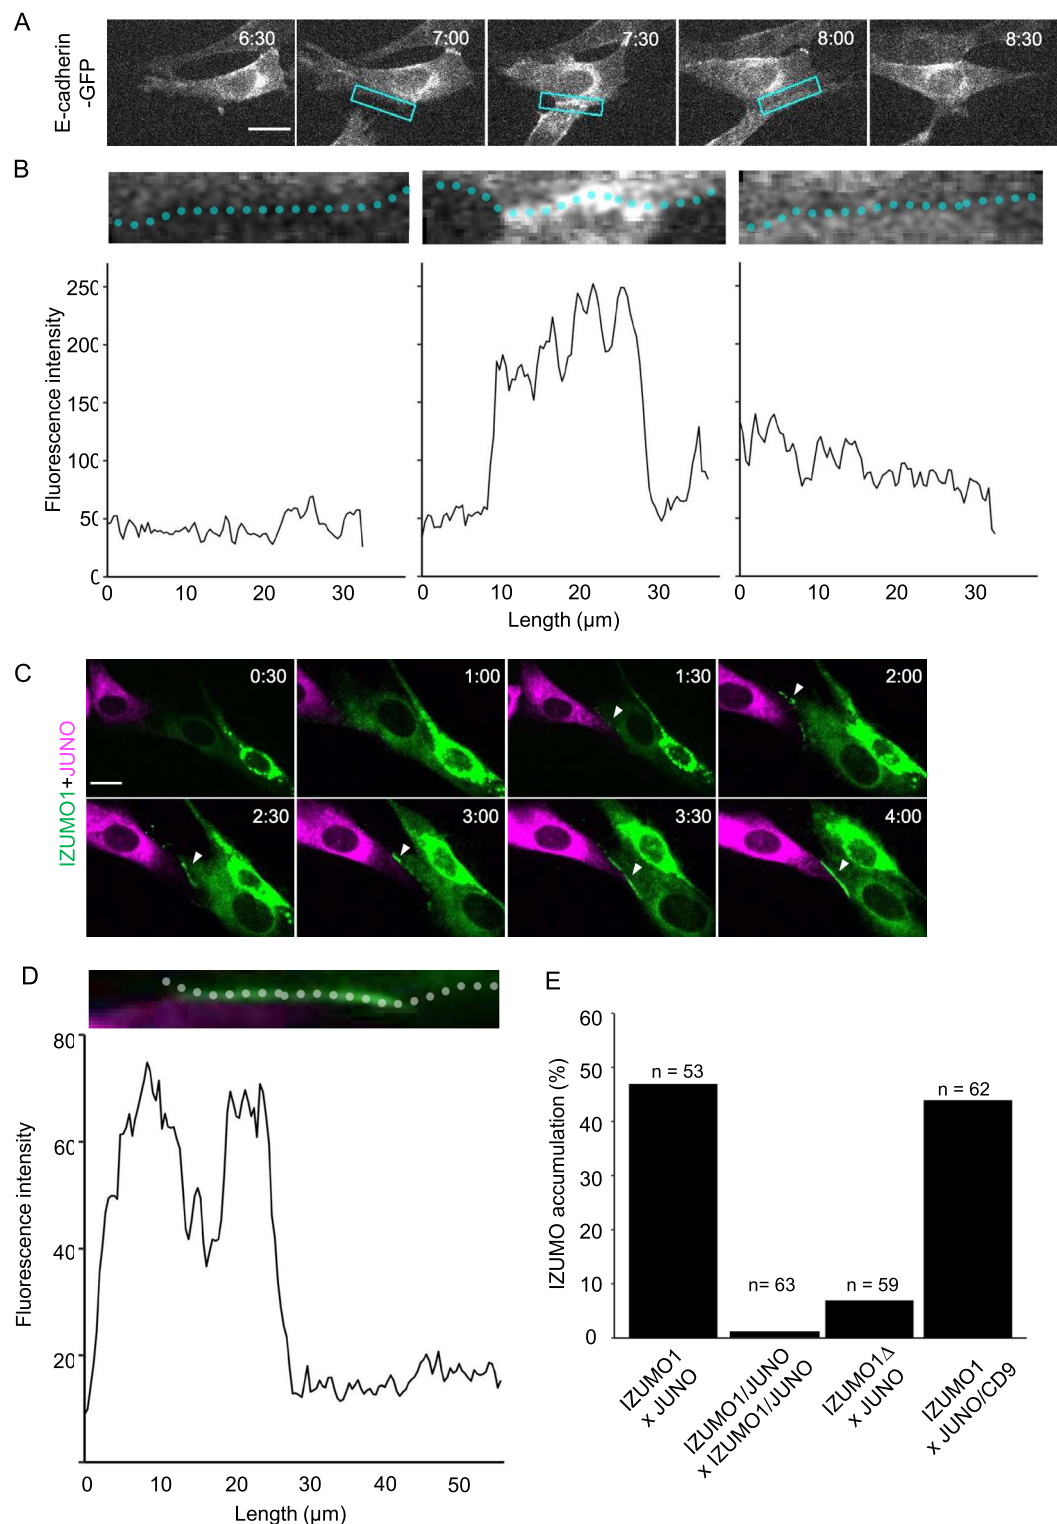 A
E-cadherin
-GFP
6:30
7:00
7:30
8:00
8:30
B
Fluorescence intensity
250
200
150
100
50
0
0 10 20 30
0 10 20 30
0 10 20 30
Length (µm)
C
IZUMO1+JUNO
0:30
1:00
1:30
2:00
2:30
3:00
3:30
4:00
D
Fluorescence intensity
80
60
40
20
0 10 20 30 40 50
Length (µm)
E
IZUMO accumulation (%)
60
50
40
30
20
10
0
n = 53
n= 63
n = 59
n = 62
IZUMO1
x JUNO
IZUMO1/JUNO
x IZUMO1/JUNO
IZUMO1Δ
x JUNO
IZUMO1
x JUNO/CD9